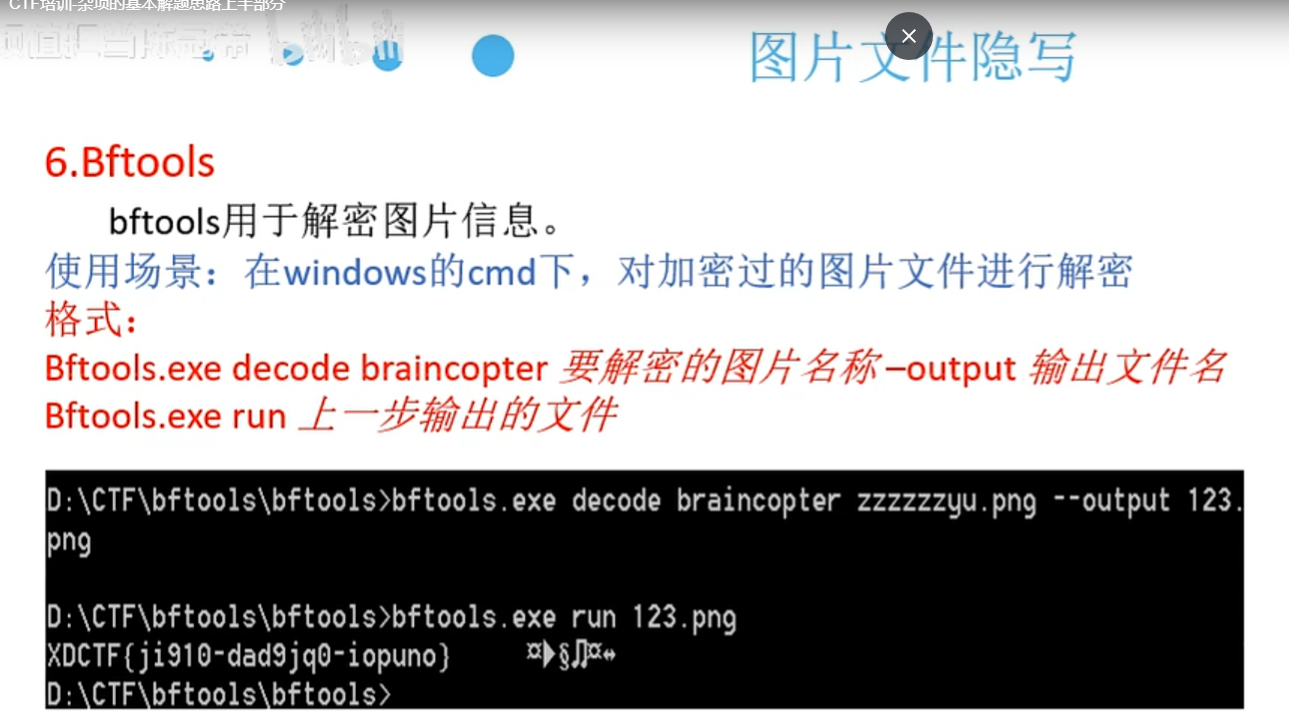 CTF培训-杂项的基本解题思路上半部分
图片文件隐写
6.Bftools
bftools用于解密图片信息。
使用场景：在windows的cmd下，对加密过的图片文件进行解密
格式：
Bftools.exe decode braincopter 要解密的图片名称 –output 输出文件名
Bftools.exe run 上一步输出的文件
D:\CTF\bftools\bftools>bftools.exe decode braincopter zzzzzzyu.png --output 123.
png
D:\CTF\bftools\bftools>bftools.exe run 123.png
XDCTF{ji910-dad9jq0-iopuno} ¤►§♫¤↔
D:\CTF\bftools\bftools>